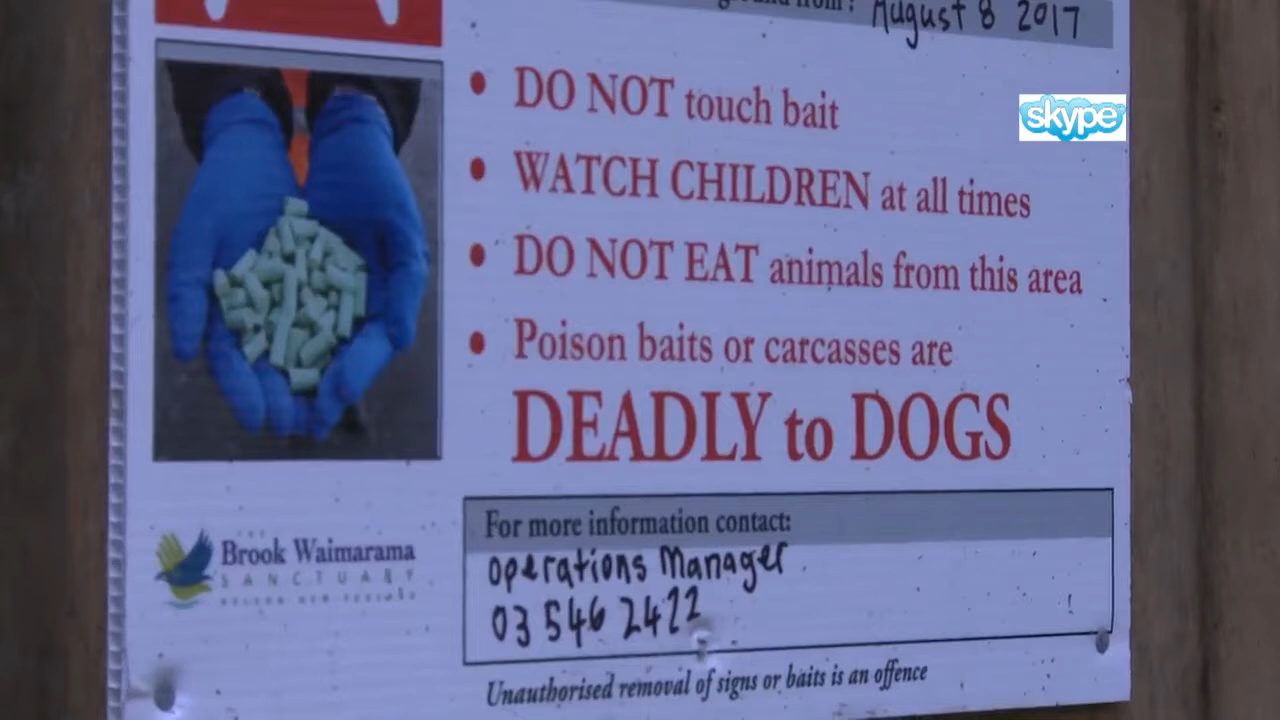 August 8 2017
skype
• DO NOT touch bait
• WATCH CHILDREN at all times
• DO NOT EAT animals from this area
• Poison baits or carcasses are
DEADLY to DOGS
For more information contact:
operations Manager
03 546 2422
THE
Brook Waimarama
SANCTUARY
Unauthorised removal of signs or baits is an offence